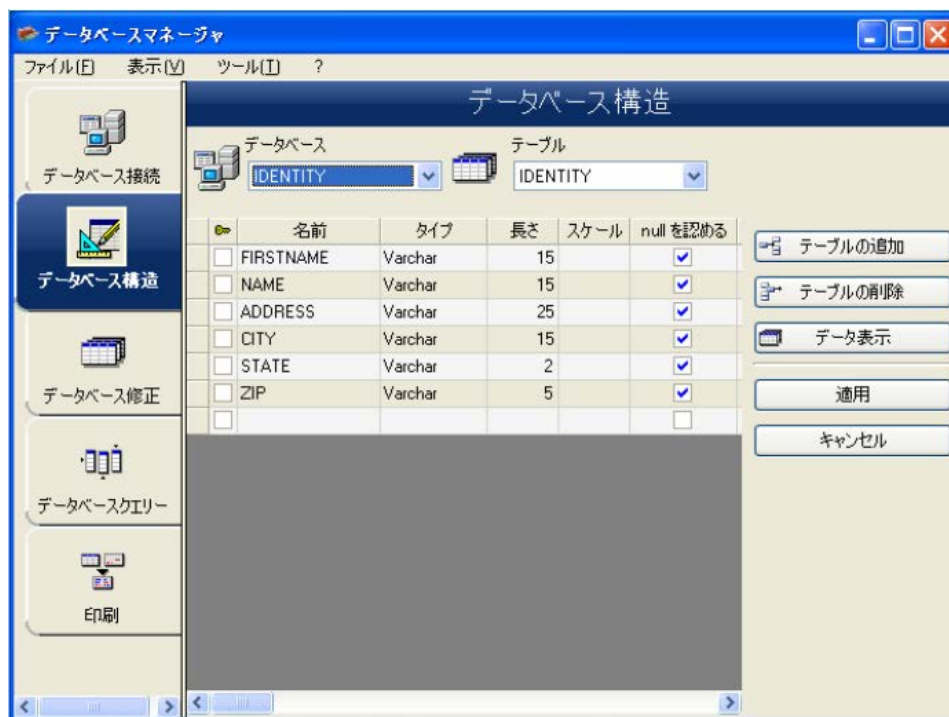 データベースマネージャ
ファイル(F) 表示(V) ツール(T) ?
データベース接続
データベース構造
データベース修正
データベースクエリー
印刷
データベース構造
データベース テーブル
IDENTITY IDENTITY
名前 タイプ 長さ スケール null を認める
FIRSTNAME Varchar 15
NAME Varchar 15
ADDRESS Varchar 25
CITY Varchar 15
STATE Varchar 2
ZIP Varchar 5
テーブルの追加
テーブルの削除
データ表示
適用
キャンセル